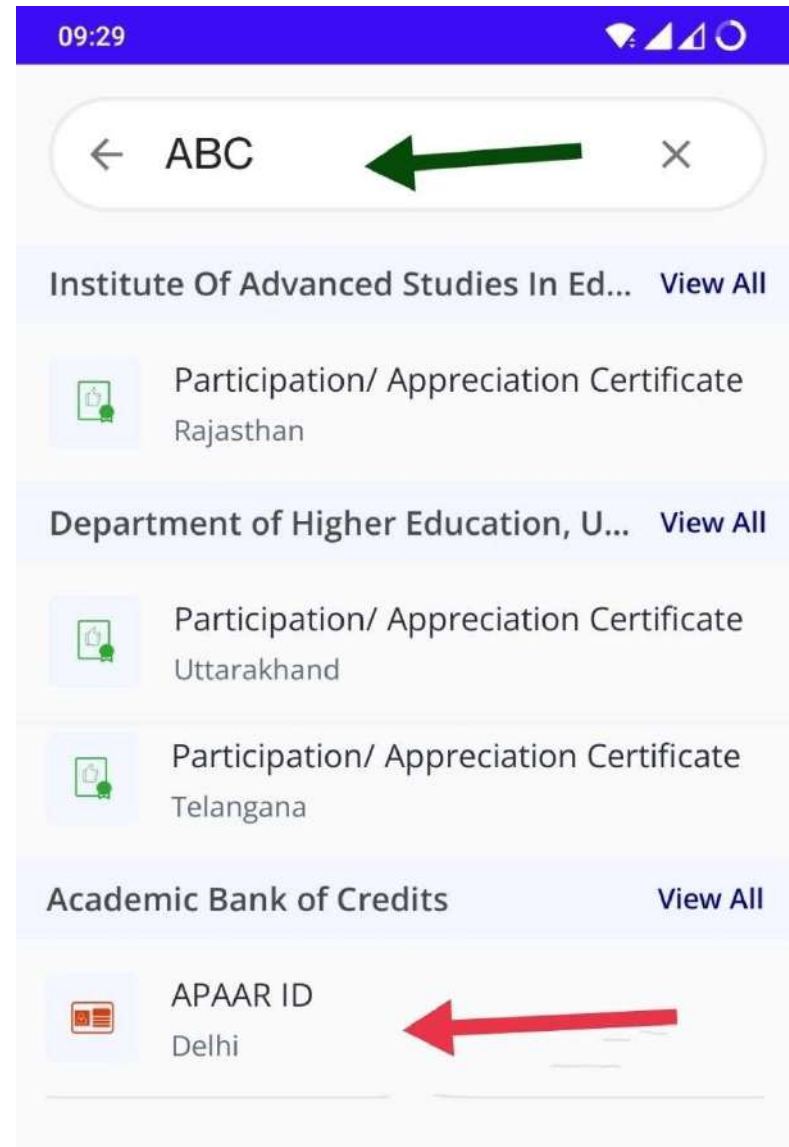 09:29
ABC
Institute Of Advanced Studies In Ed... View All
Participation/ Appreciation Certificate
Rajasthan
Department of Higher Education, U... View All
Participation/ Appreciation Certificate
Uttarakhand
Participation/ Appreciation Certificate
Telangana
Academic Bank of Credits View All
APAAR ID
Delhi